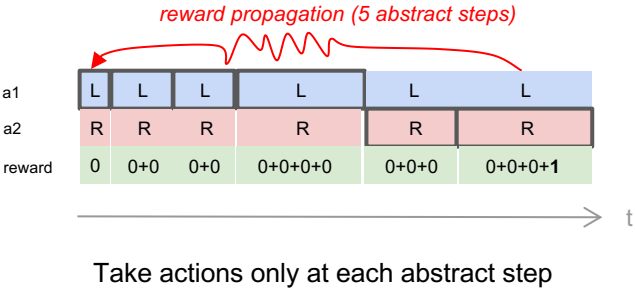 reward propagation (5 abstract steps)
a1 L L L L L L
a2 R R R R R R
reward 0 0+0 0+0 0+0+0+0 0+0+0 0+0+0+1
t
Take actions only at each abstract step